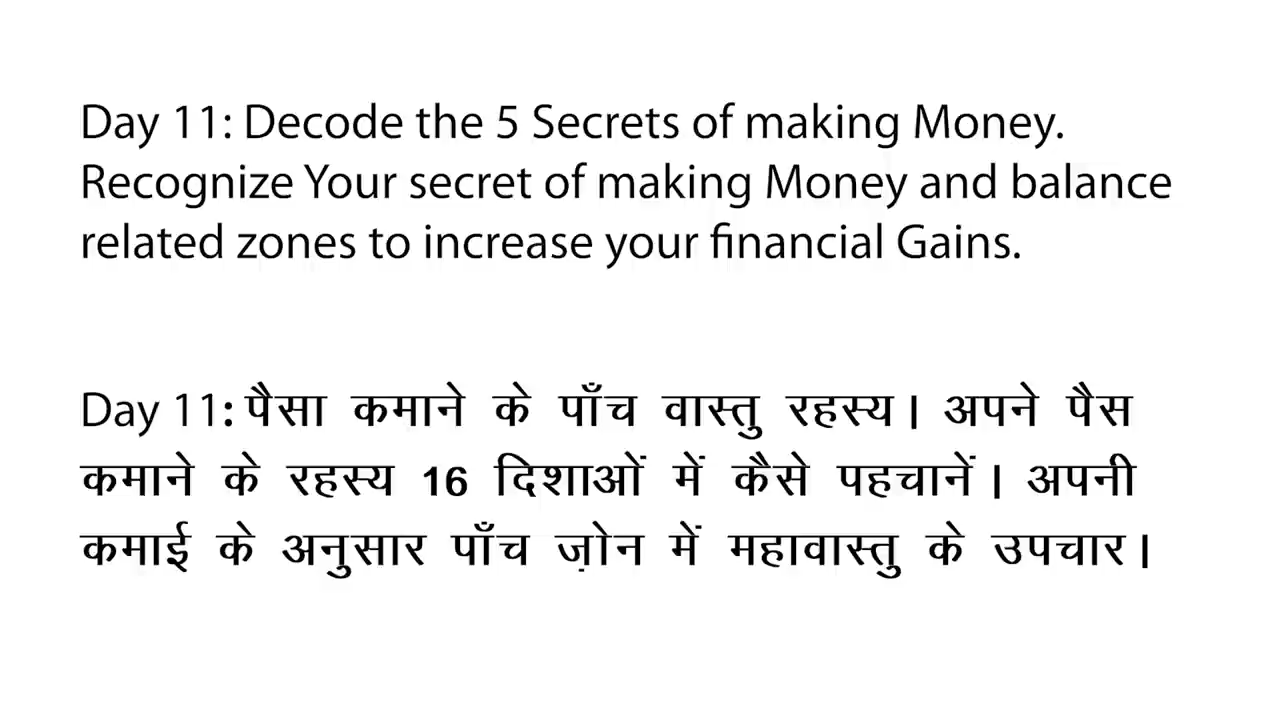 Day 11: Decode the 5 Secrets of making Money.
Recognize Your secret of making Money and balance
related zones to increase your financial Gains.
Day 11: पैसा कमाने के पाँच वास्तु रहस्य। अपने पैस
कमाने के रहस्य 16 दिशाओं में कैसे पहचानें। अपनी
कमाई के अनुसार पाँच ज़ोन में महावास्तु के उपचार।